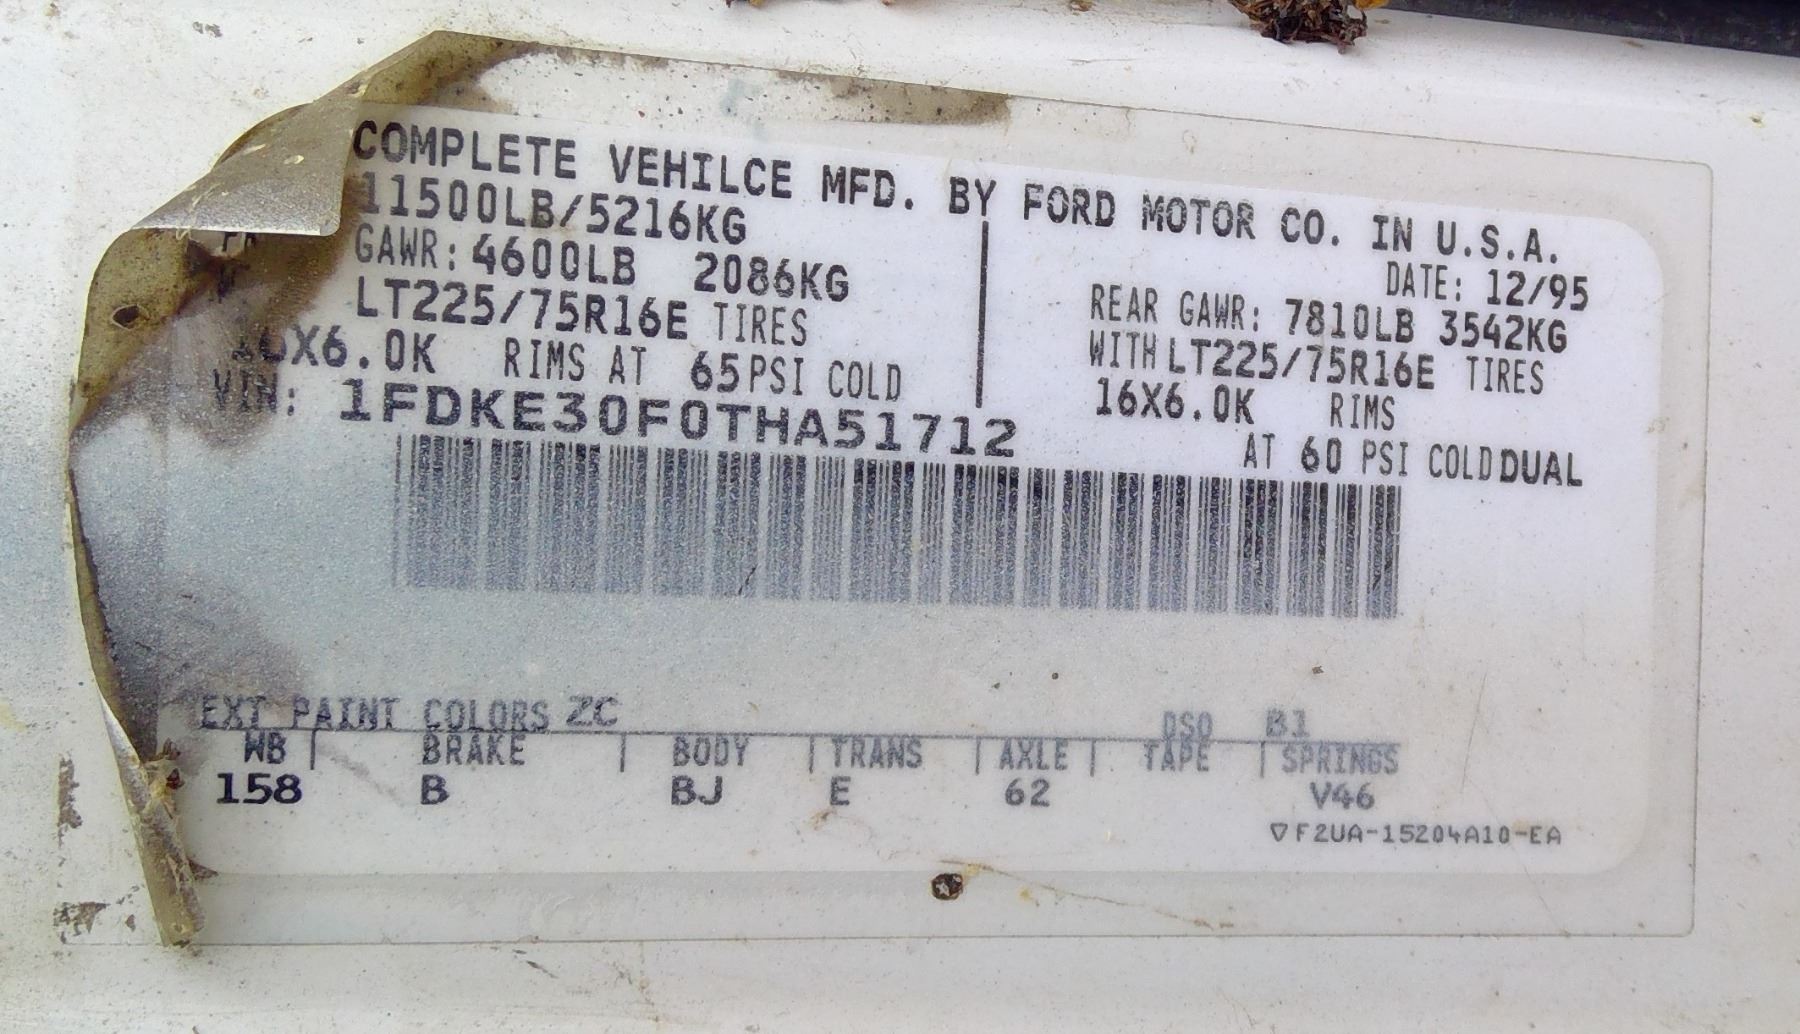 COMPLETE VEHILCE MFD. BY FORD MOTOR CO. IN U.S.A.
11500LB/5216KG
DATE: 12/95
GAWR: 4600LB 2086KG
LT225/75R16E TIRES
16X6.0K RIMS AT 65PSI COLD
REAR GAWR: 7810LB 3542KG
WITH LT225/75R16E TIRES
16X6.0K RIMS
AT 60 PSI COLD DUAL
VIN: 1FDKE30F0THA51712
EXT PAINT COLORS ZC DSO B1
WB | BRAKE | BODY | TRANS | AXLE | TAPE | SPRINGS
158 B BJ E 62 V46
▽F2UA-15204A10-EA